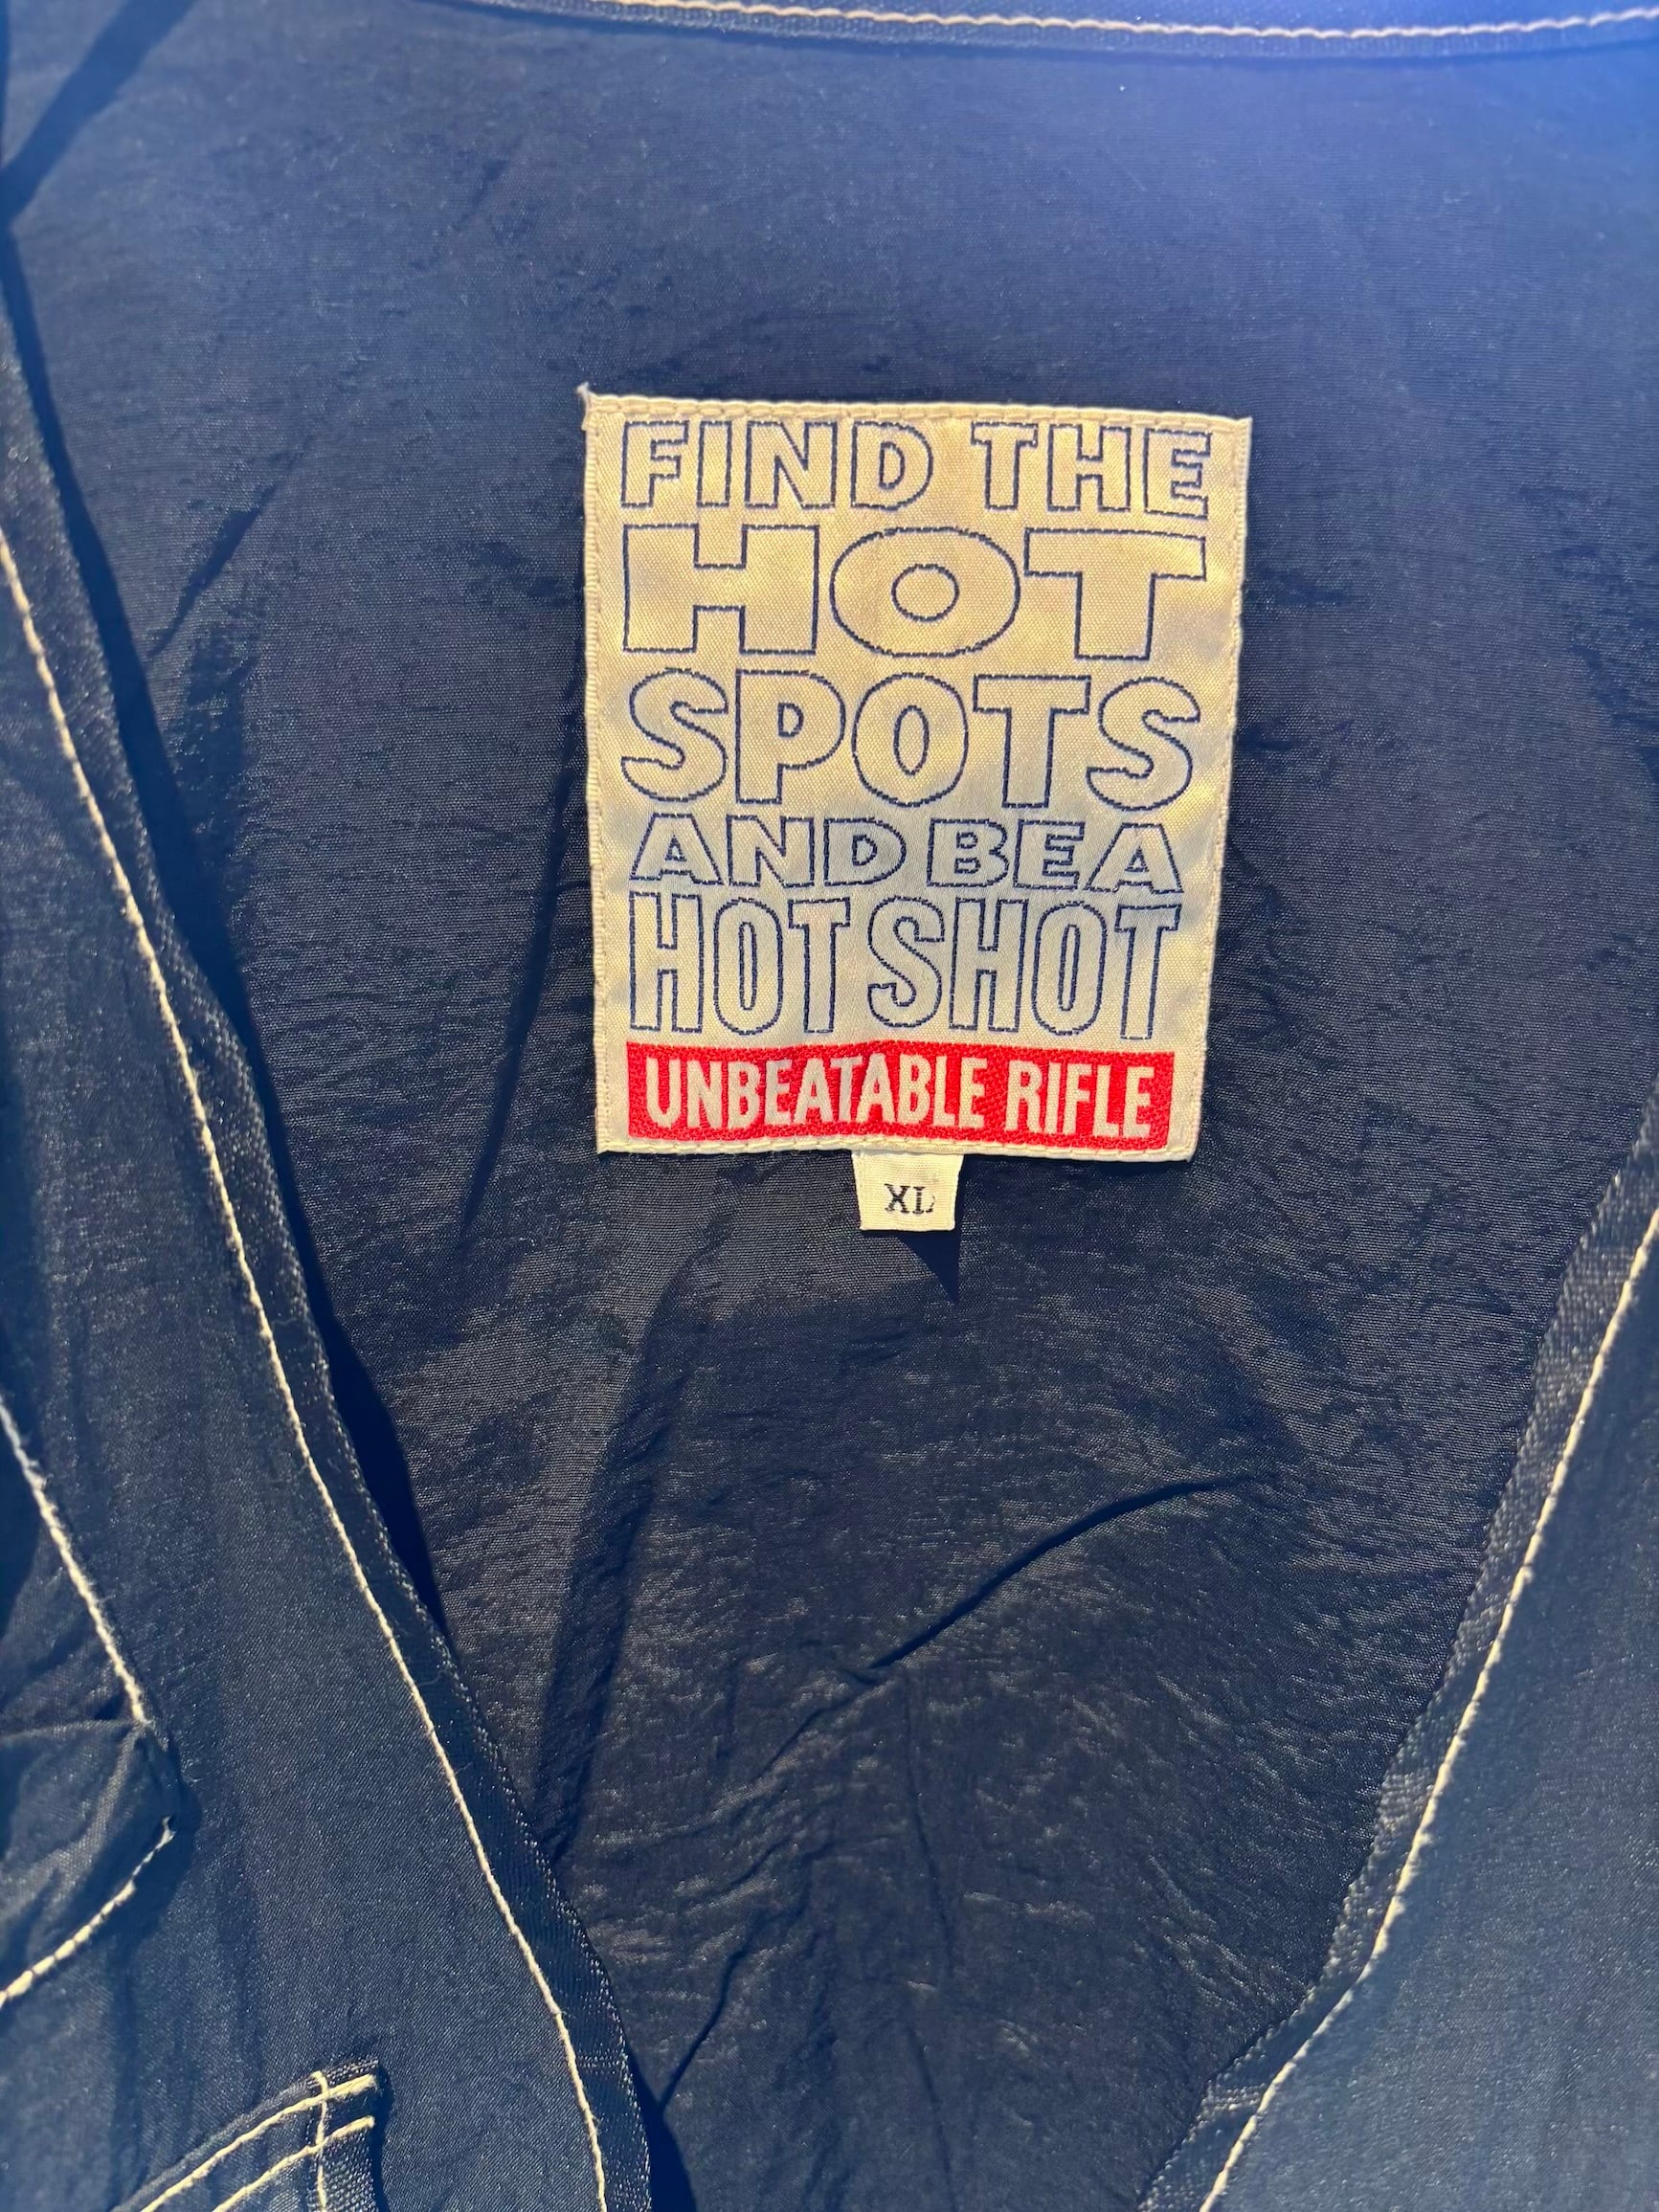 FIND THE
HOT
SPOTS
AND BE A
HOT SHOT
UNBEATABLE RIFLE
XL